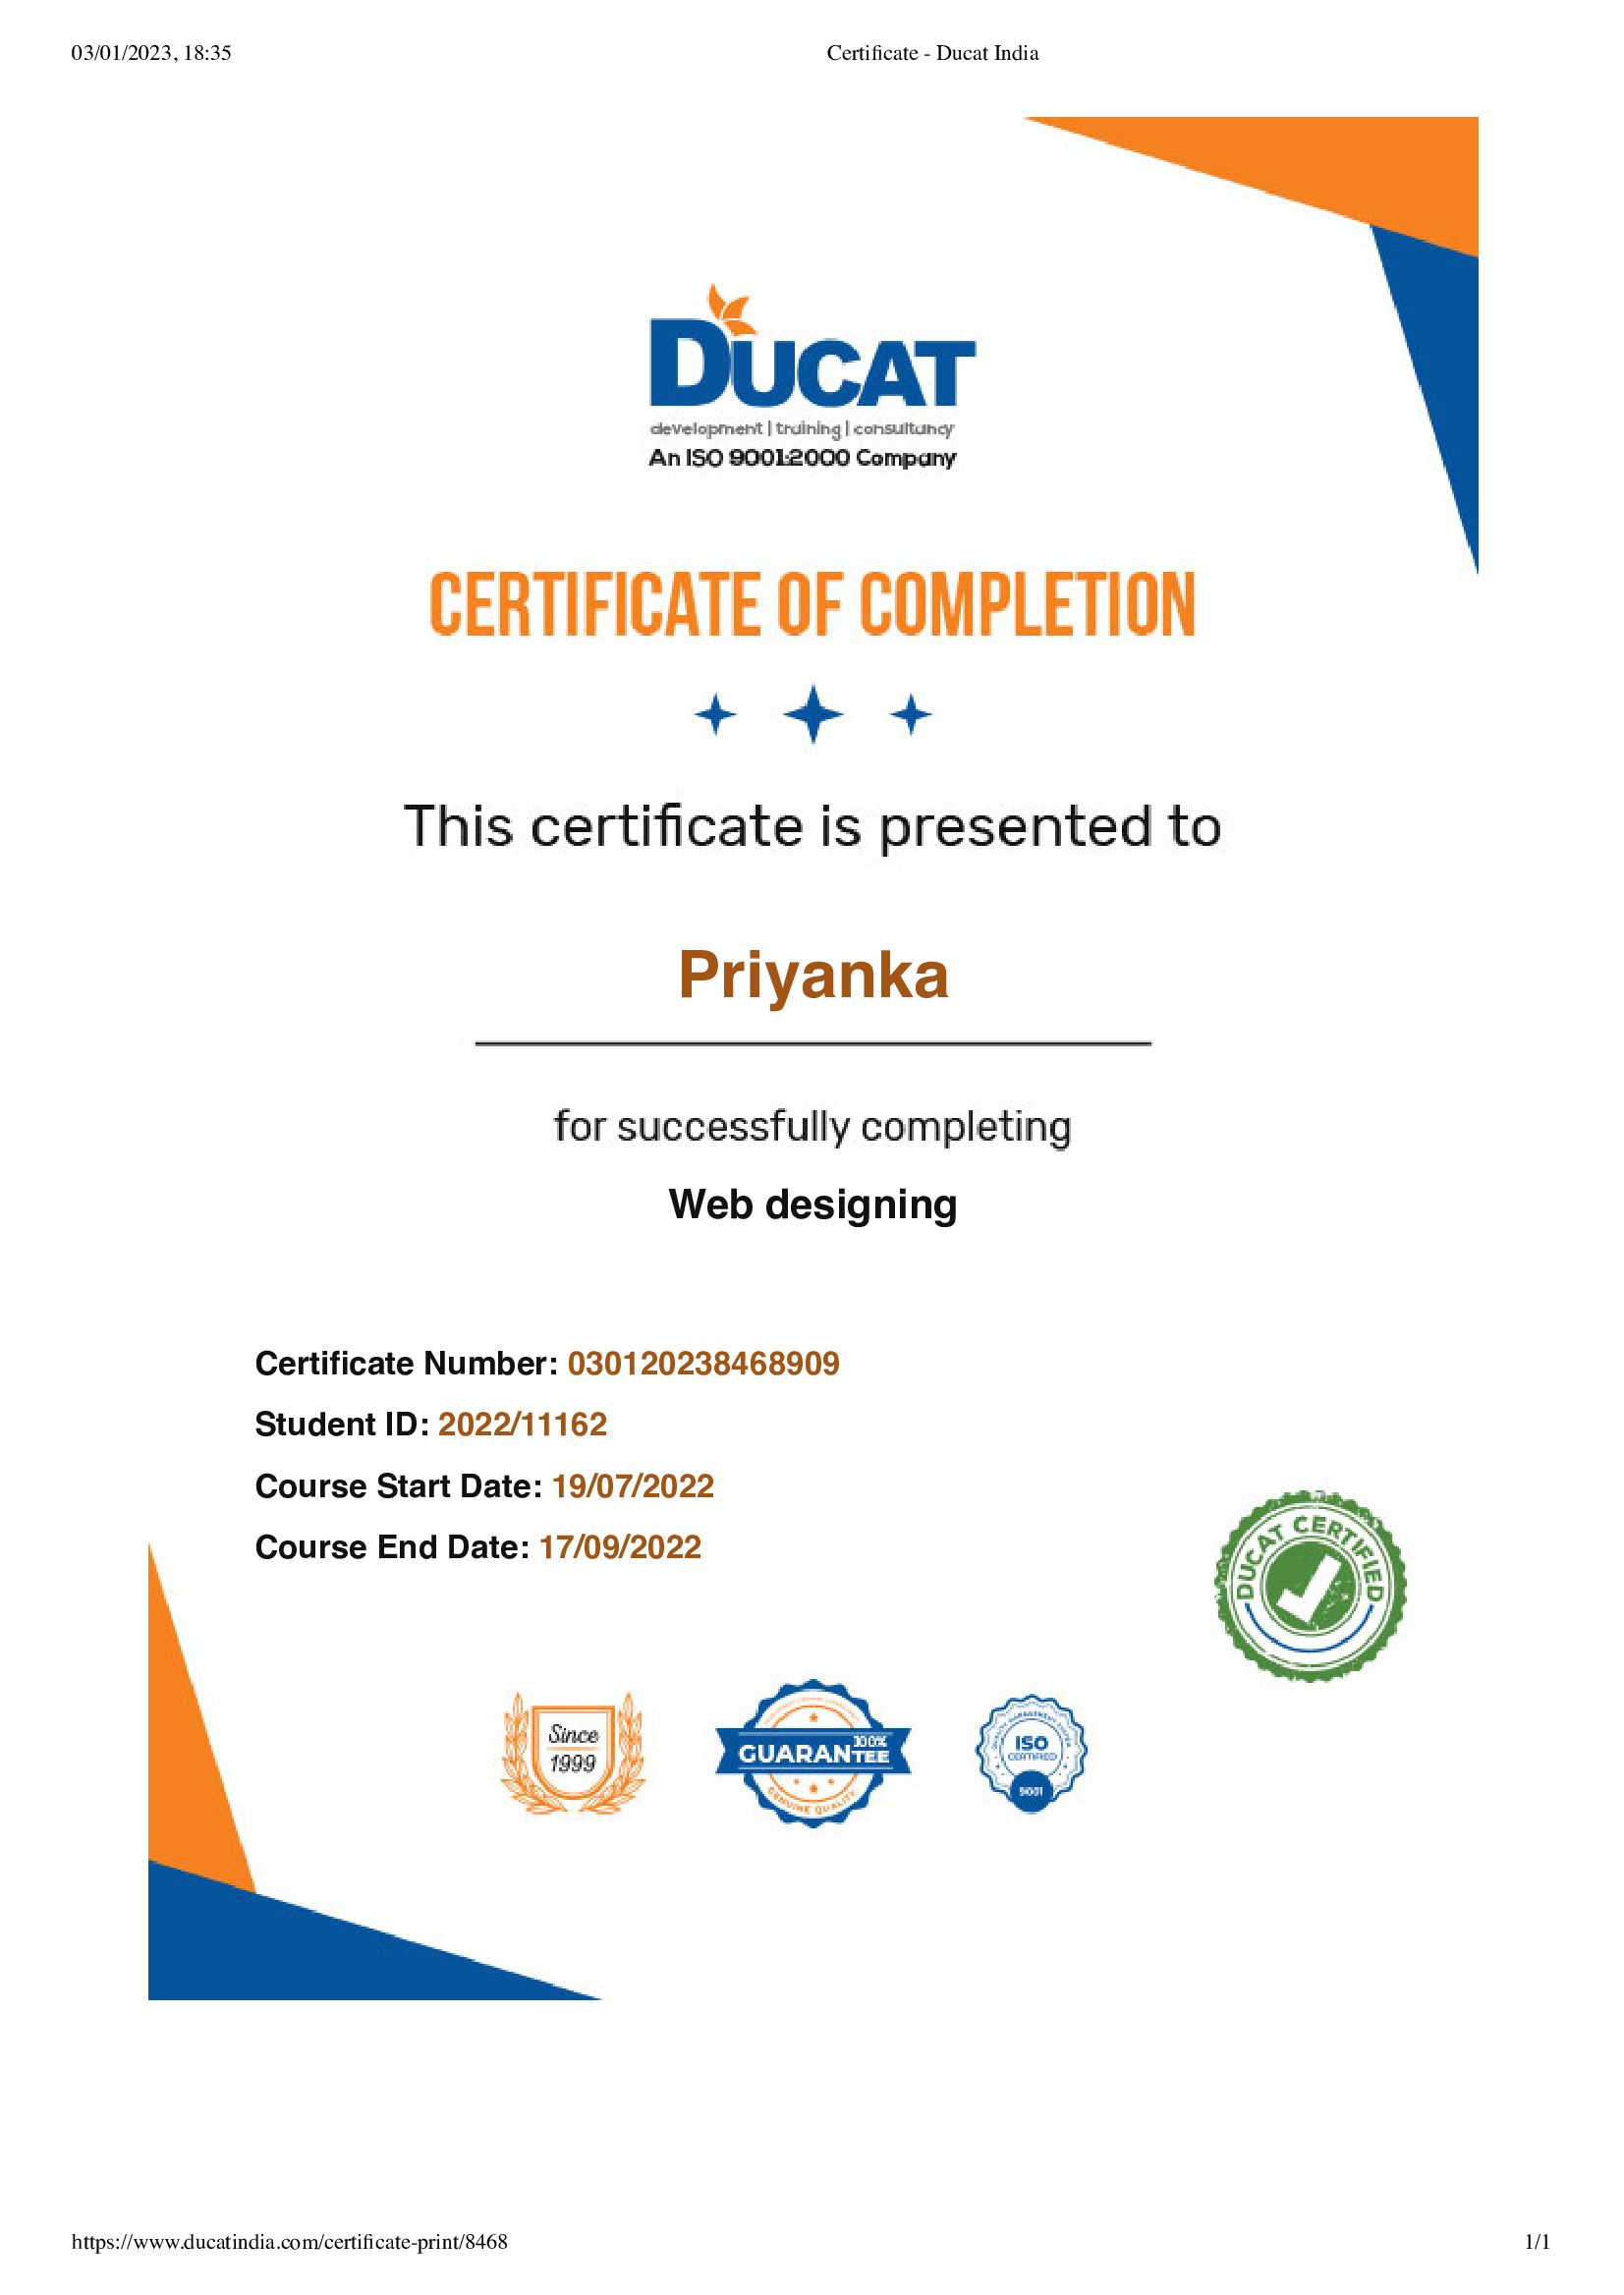 03/01/2023, 18:35
Certificate - Ducat India
DUCAT
development | training | consultancy
An ISO 9001:2000 Company
CERTIFICATE OF COMPLETION
This certificate is presented to
Priyanka
for successfully completing
Web designing
Certificate Number: 030120238468909
Student ID: 2022/11162
Course Start Date: 19/07/2022
Course End Date: 17/09/2022
DUCAT CERTIFIED
Since
1999
100%
GUARANTEE
GENUINE QUALITY
ISO
CERTIFIED
9001
https://www.ducatindia.com/certificate-print/8468
1/1